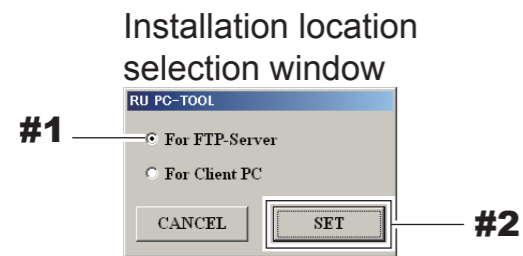 Installation location
selection window
RU PC-TOOL
#1
For FTP-Server
For Client PC
CANCEL
SET
#2